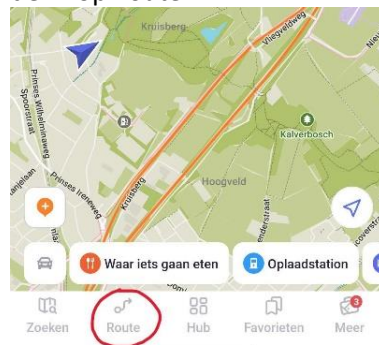 Kruisberg
Vliegveldweg
Prinses Wilhelminaweg
Spoorstraat
Kalverbosch
Prinses Ireneweg
Hoogveld
Kruisberg
Waar iets gaan eten
Oplaadstation
Zoeken
Route
Hub
Favorieten
3
Meer